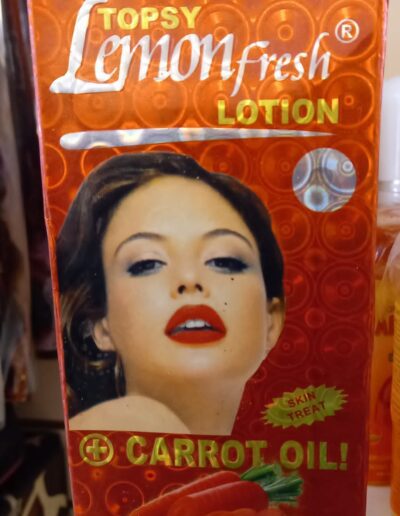 TOPSY
Lemon fresh ®
LOTION
SKIN
TREAT
+ CARROT OIL!